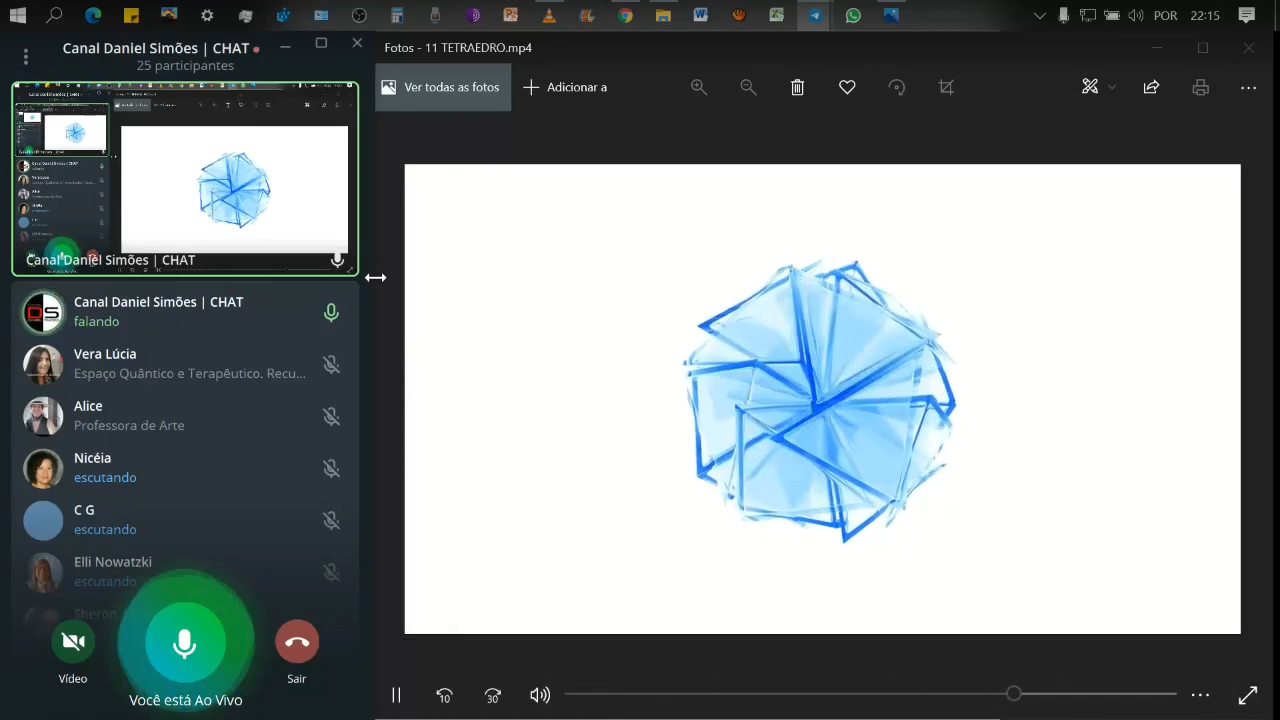 POR 22:15
Canal Daniel Simões | CHAT
25 participantes
Fotos - 11 TETRAEDRO.mp4
Ver todas as fotos
Adicionar a
Canal Daniel Simões | CHAT
Canal Daniel Simões | CHAT
falando
DS
Vera Lúcia
Espaço Quântico e Terapêutico. Recu...
Alice
Professora de Arte
Nicéia
escutando
C G
escutando
Elli Nowatzki
escutando
Sheron
Vídeo
Sair
Você está Ao Vivo
10
30